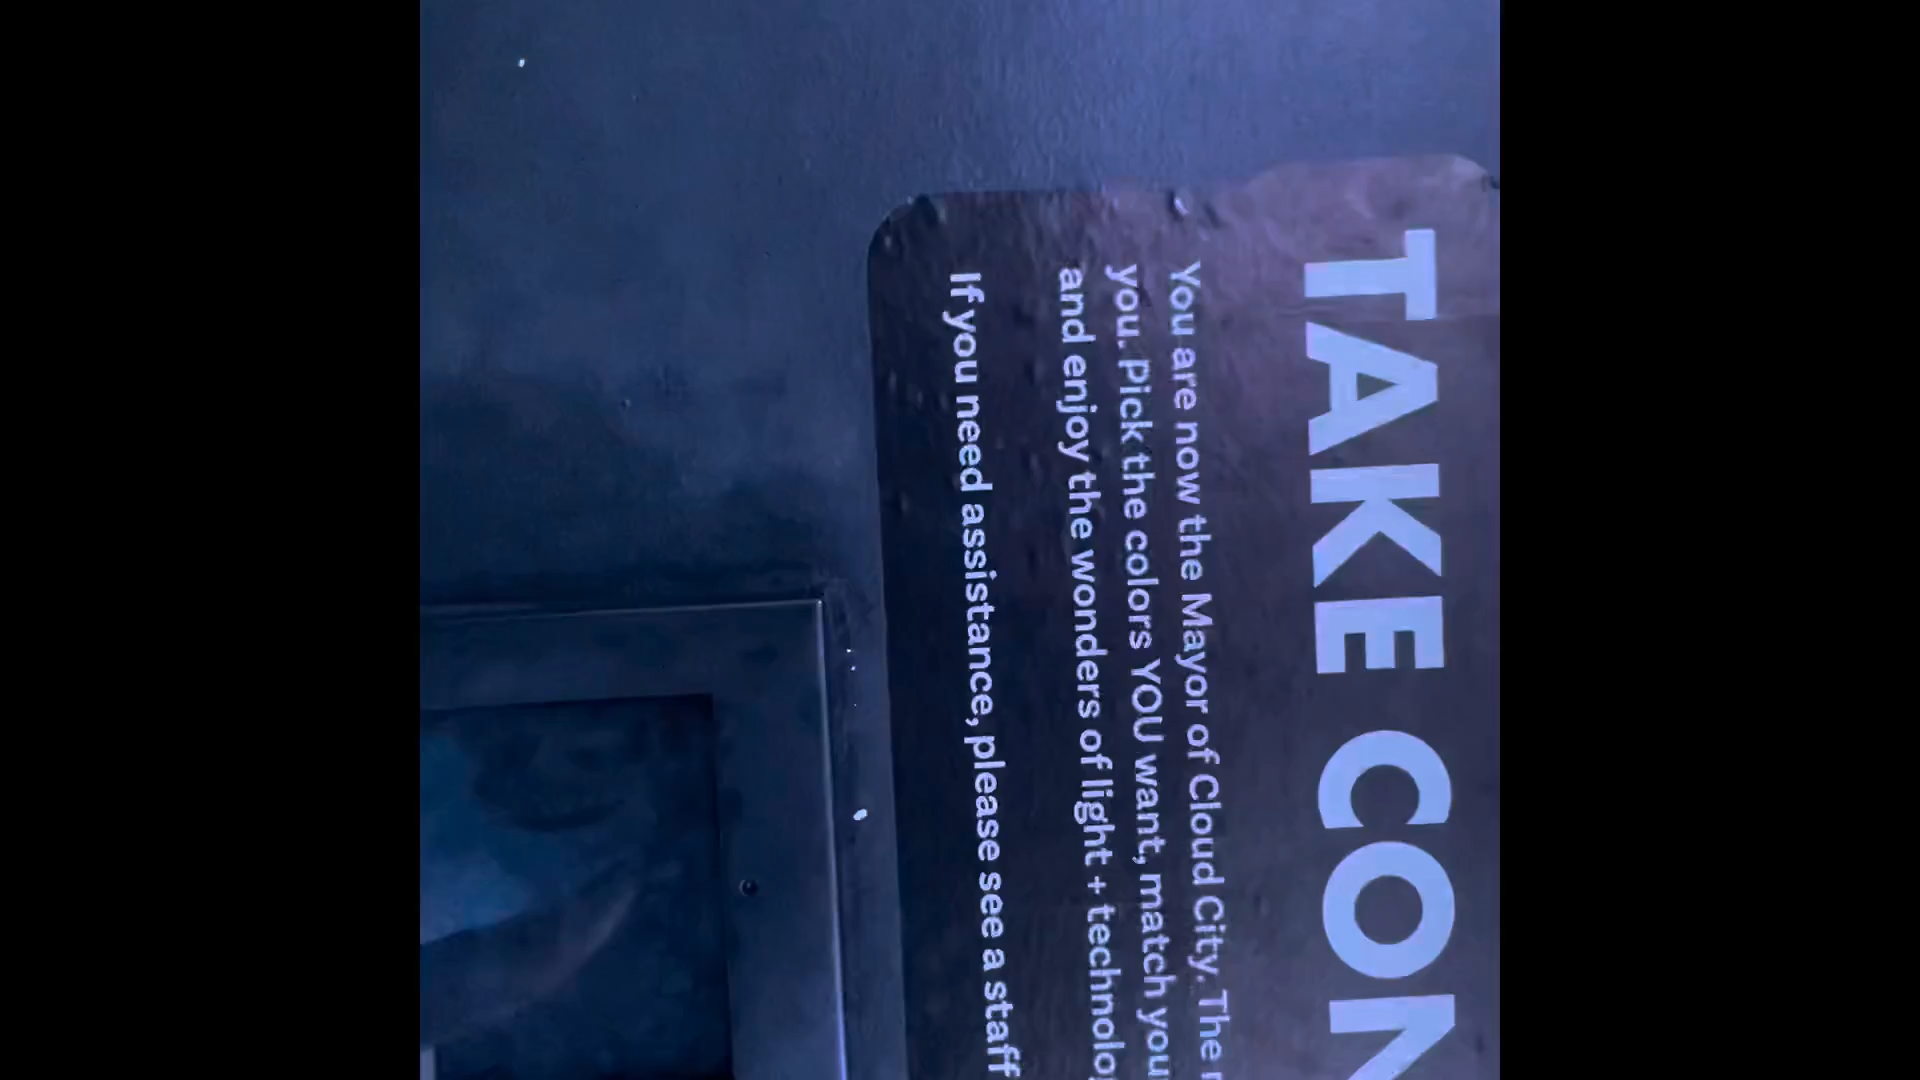 TAKE CON
You are now the Mayor of Cloud City. The
you. Pick the colors YOU want, match you
and enjoy the wonders of light + technolo
If you need assistance, please see a staff